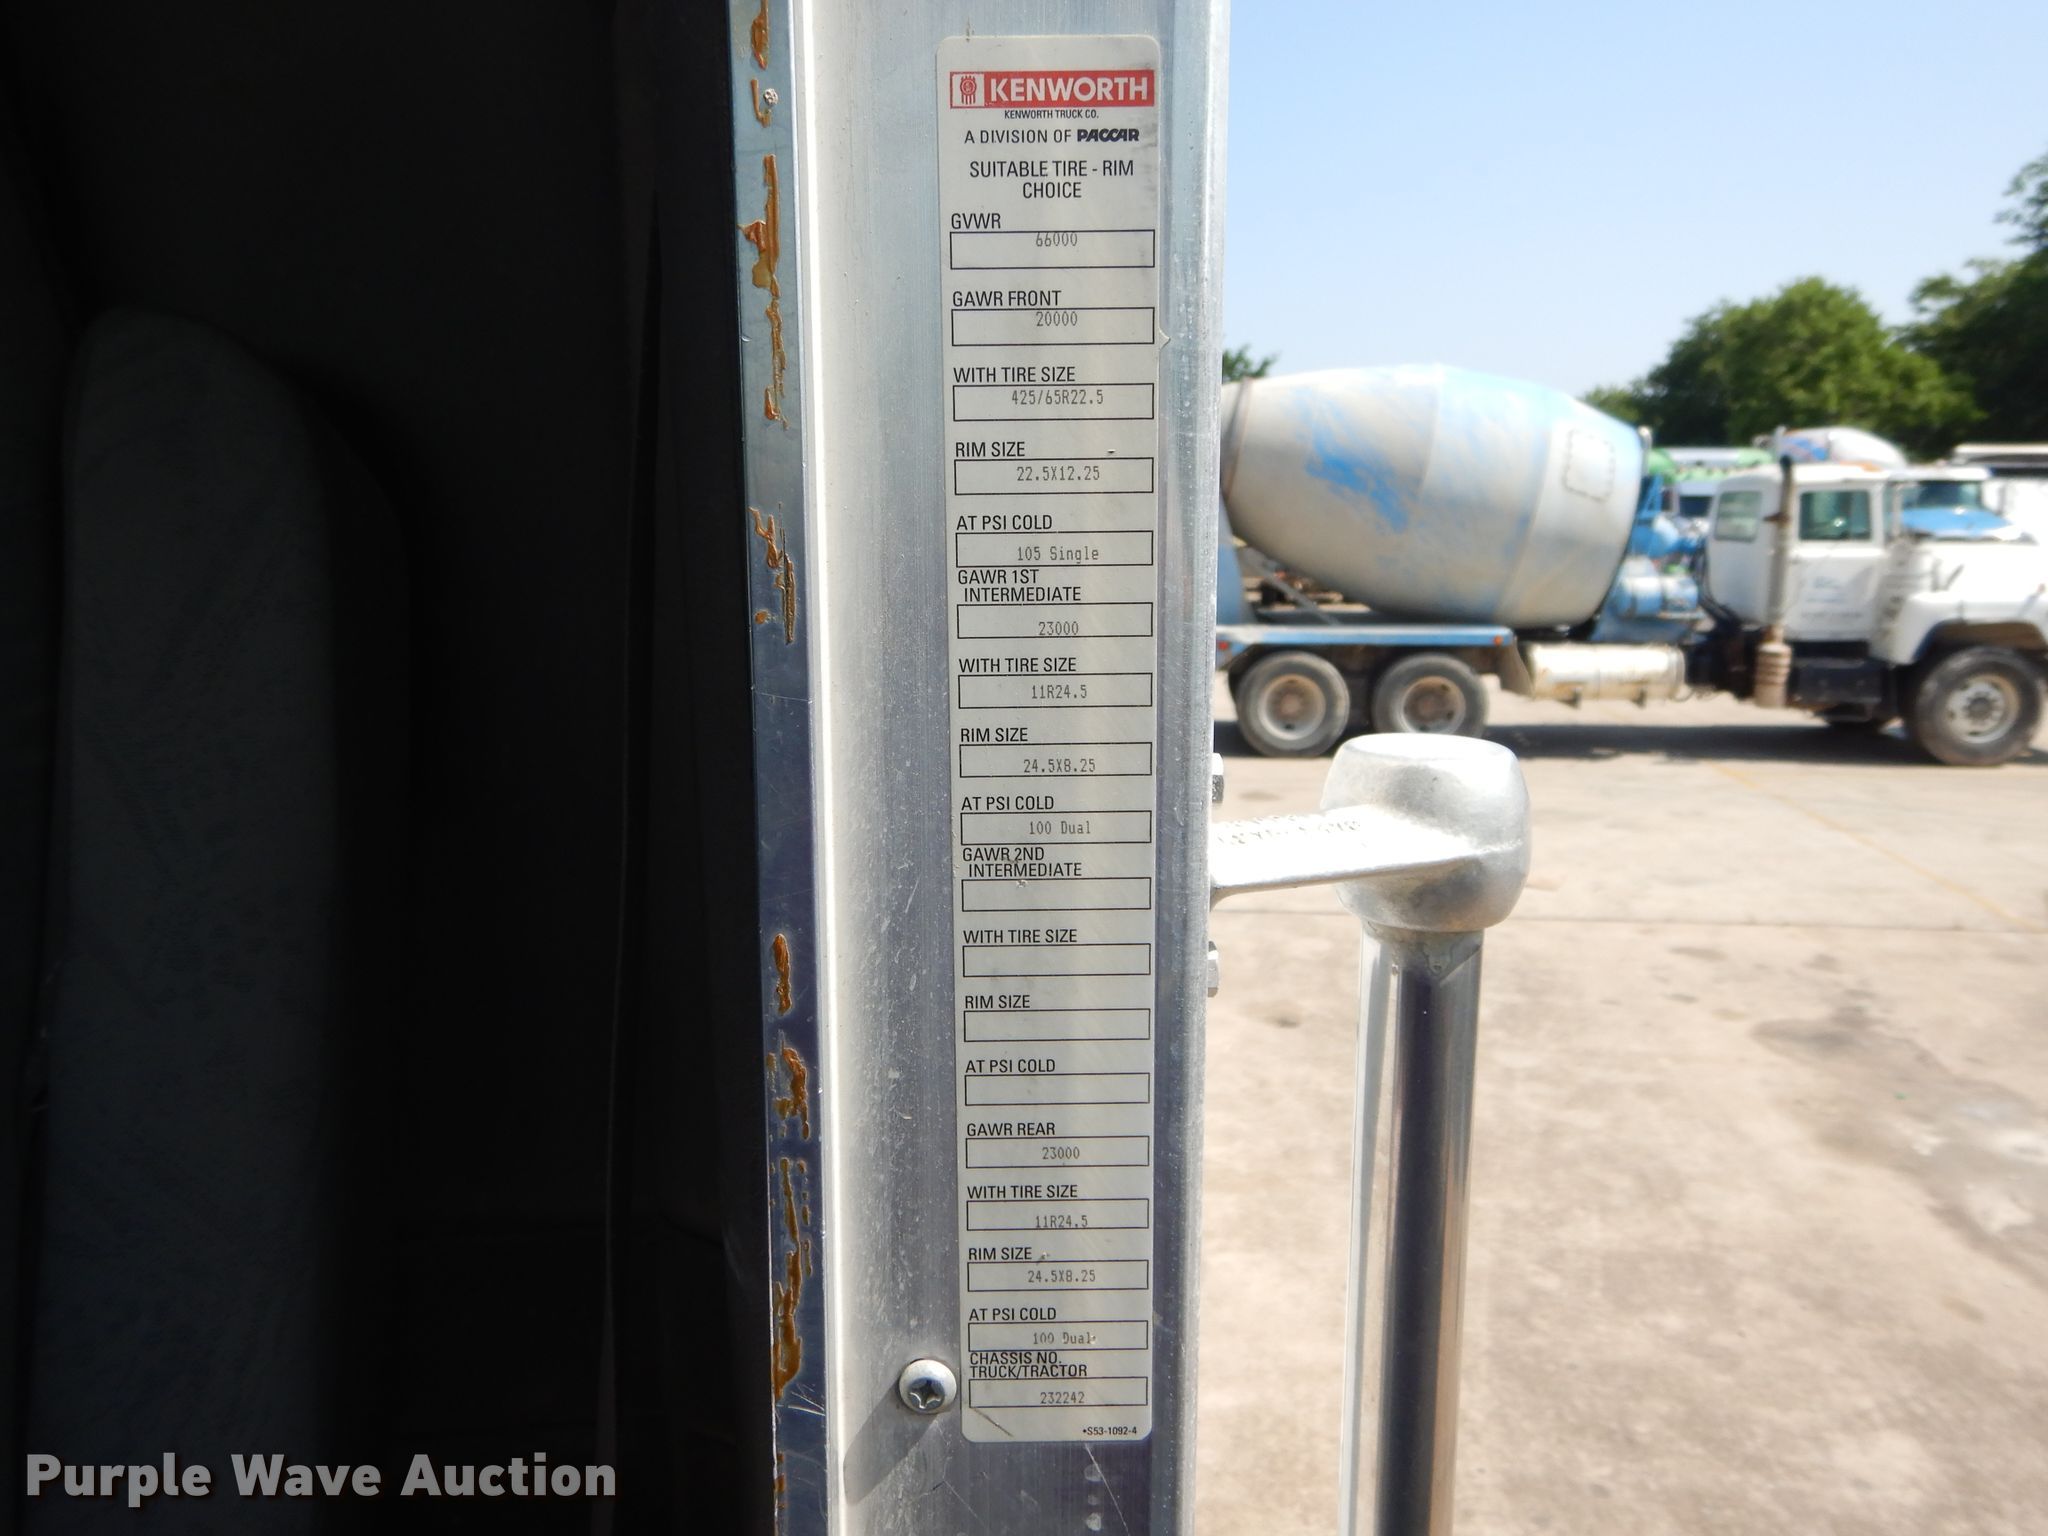 KENWORTH
KENWORTH TRUCK CO.
A DIVISION OF PACCAR
SUITABLE TIRE - RIM
CHOICE
GVWR
66000
GAWR FRONT
20000
WITH TIRE SIZE
425/65R22.5
RIM SIZE
22.5X12.25
AT PSI COLD
105 Single
GAWR 1ST
INTERMEDIATE
23000
WITH TIRE SIZE
11R24.5
RIM SIZE
24.5X8.25
AT PSI COLD
100 Dual
GAWR 2ND
INTERMEDIATE
WITH TIRE SIZE
RIM SIZE
AT PSI COLD
GAWR REAR
23000
WITH TIRE SIZE
11R24.5
RIM SIZE
24.5X8.25
AT PSI COLD
100 Dual
CHASSIS NO.
TRUCK/TRACTOR
232242
•S53-1092-4
Purple Wave Auction